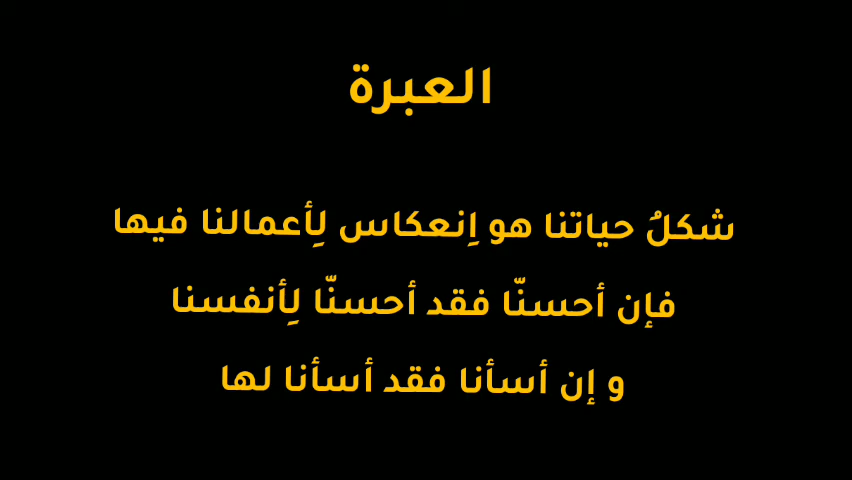 العبرة
شكلُ حياتنا هو اِنعكاس لِأعمالنا فيها
فإن أحسنّا فقد أحسنّا لِأنفسنا
و إن أسأنا فقد أسأنا لها